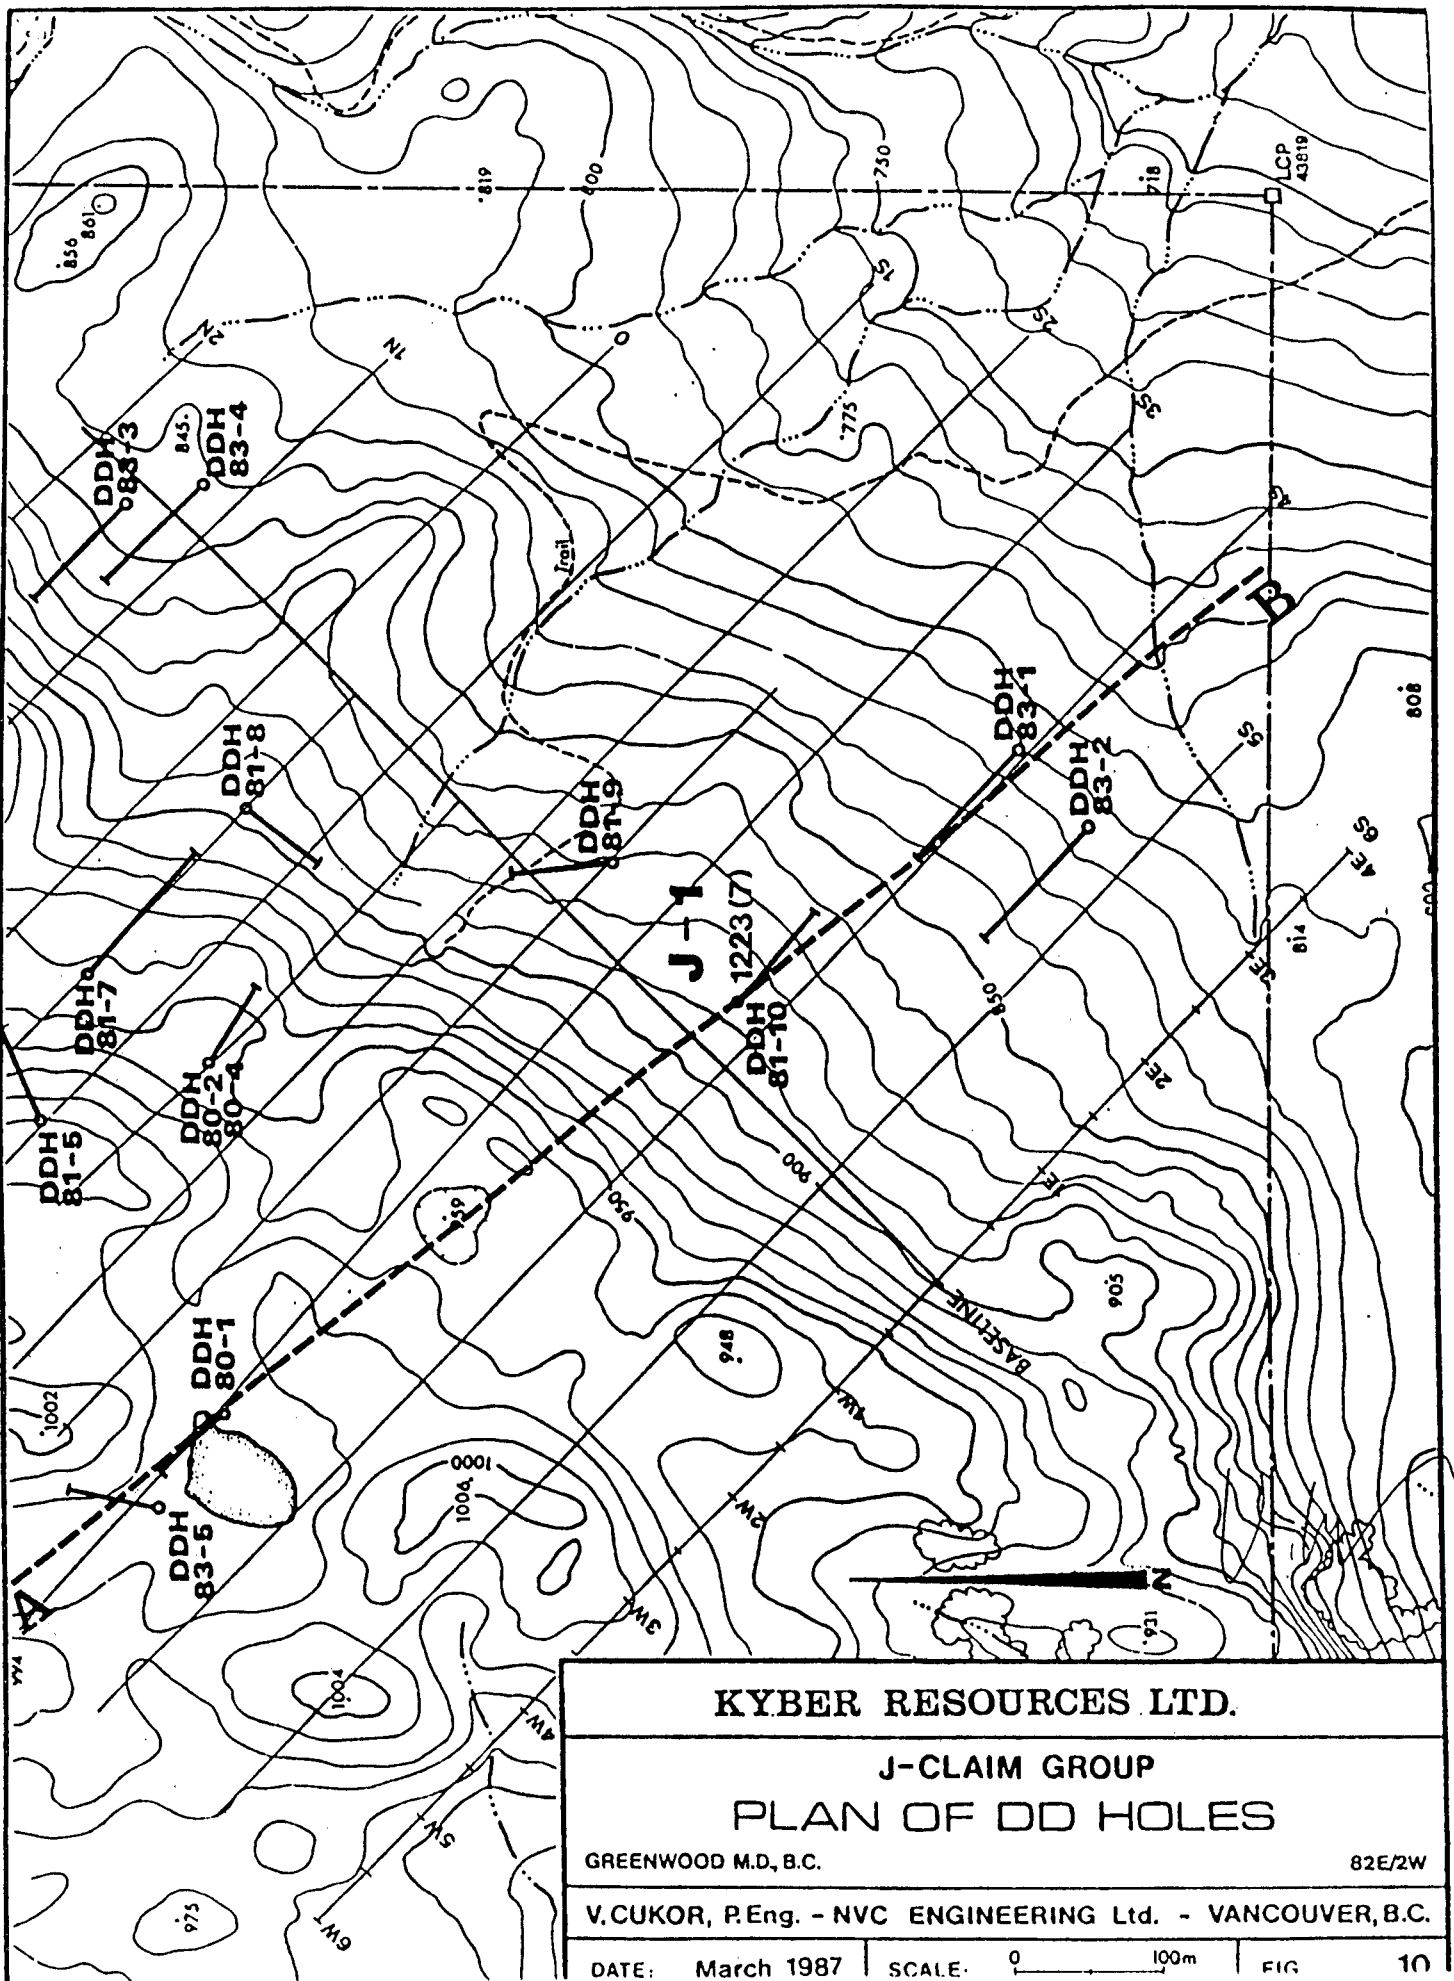 819
800
750
718
LCP
43819
856
861
2N
1N
0
1S
2S
3S
4S
5S
6S
775
845
DDH
83-3
DDH
83-4
Trail
DDH
81-8
DDH
81-9
DDH
83-1
DDH
83-2
808
B
J-1
1223 (7)
DDH
81-7
DDH
81-10
DDH
80-2
80-4
DDH
81-5
850
814
4E
3E
2E
1E
900
950
959
BASELINE
905
948
DDH
80-1
1002
DDH
83-5
A
1000
1006
1W
2W
3W
4W
5W
6W
N
931
1004
975
KYBER RESOURCES LTD.
J-CLAIM GROUP
PLAN OF DD HOLES
GREENWOOD M.D., B.C. 82E/2W
V. CUKOR, P.Eng. - NVC ENGINEERING Ltd. - VANCOUVER, B.C.
DATE: March 1987 SCALE: 0 100m FIG. 10